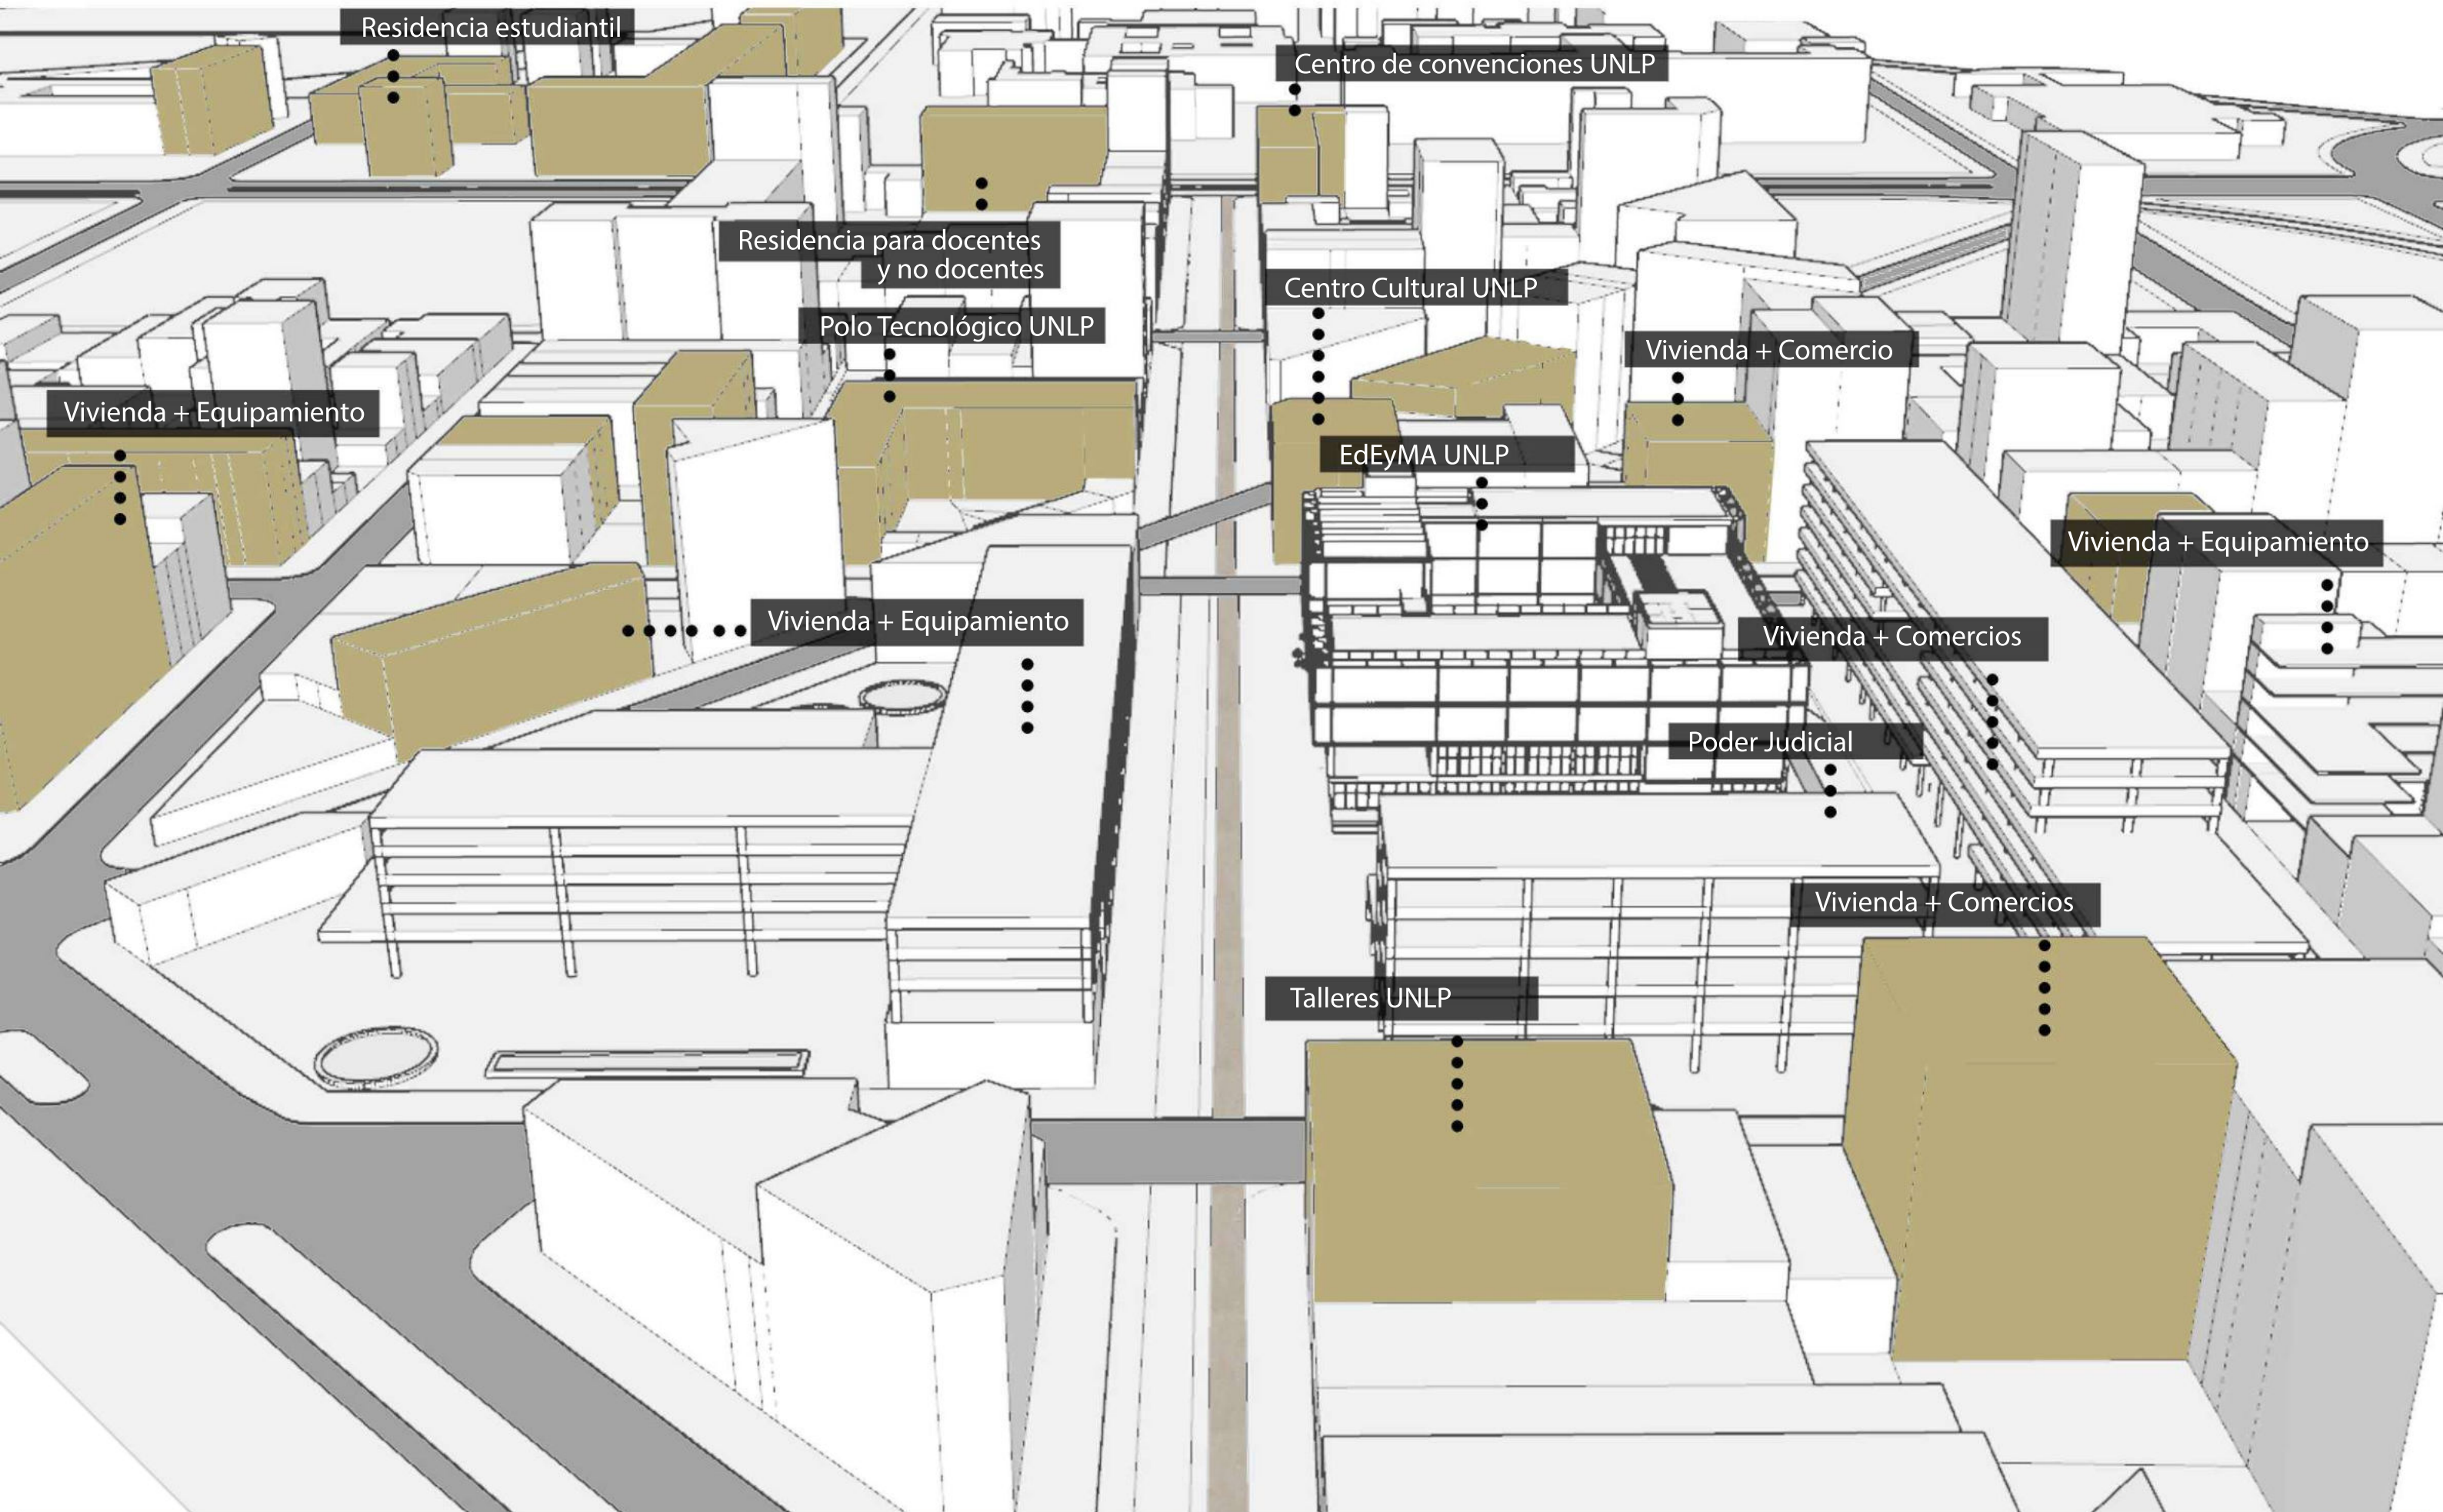 Residencia estudiantil
Centro de convenciones UNLP
Residencia para docentes
y no docentes
Centro Cultural UNLP
Polo Tecnológico UNLP
Vivienda + Comercio
Vivienda + Equipamiento
EdEyMA UNLP
Vivienda + Equipamiento
Vivienda + Equipamiento
Vivienda + Comercios
Poder Judicial
Vivienda + Comercios
Talleres UNLP